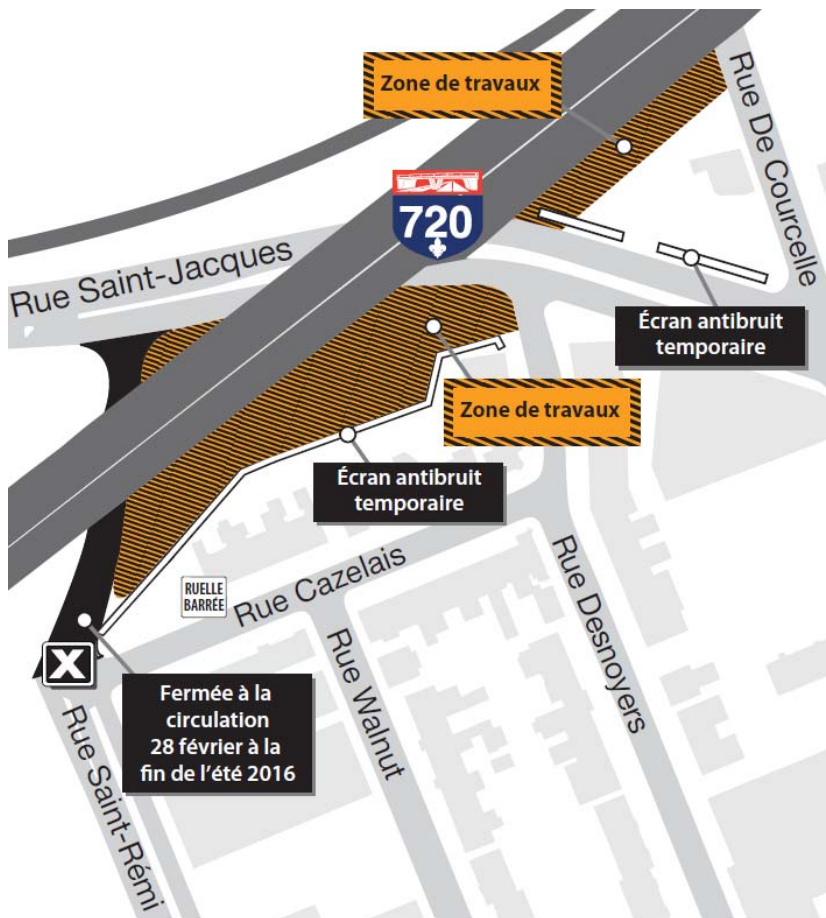 Zone de travaux
Rue De Courcelle
720
Rue Saint-Jacques
Écran antibruit
temporaire
Zone de travaux
Écran antibruit
temporaire
RUELLE
BARRÉE
Rue Cazelais
Rue Desnoyers
Rue Walnut
X
Fermée à la
circulation
28 février à la
fin de l'été 2016
Rue Saint-Rémi